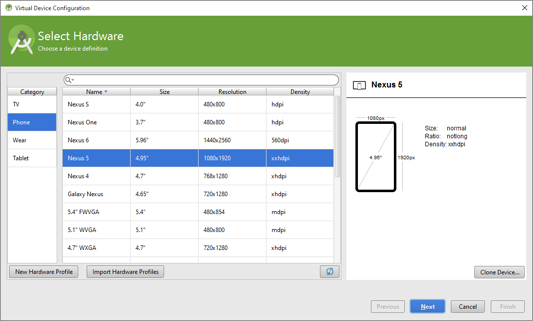 Virtual Device Configuration
Select Hardware
Choose a device definition
Category
Name Size Resolution Density
TV
Phone
Wear
Tablet
Nexus S 4.0" 480x800 hdpi
Nexus One 3.7" 480x800 hdpi
Nexus 6 5.96" 1440x2560 560dpi
Nexus 5 4.95" 1080x1920 xxhdpi
Nexus 4 4.7" 768x1280 xhdpi
Galaxy Nexus 4.65" 720x1280 xhdpi
5.4" FWVGA 5.4" 480x854 mdpi
5.1" WVGA 5.1" 480x800 mdpi
4.7" WXGA 4.7" 720x1280 xhdpi
New Hardware Profile
Import Hardware Profiles
Nexus 5
1080px
4.95"
1920px
Size: normal
Ratio: notlong
Density: xxhdpi
Clone Device...
Previous
Next
Cancel
Finish